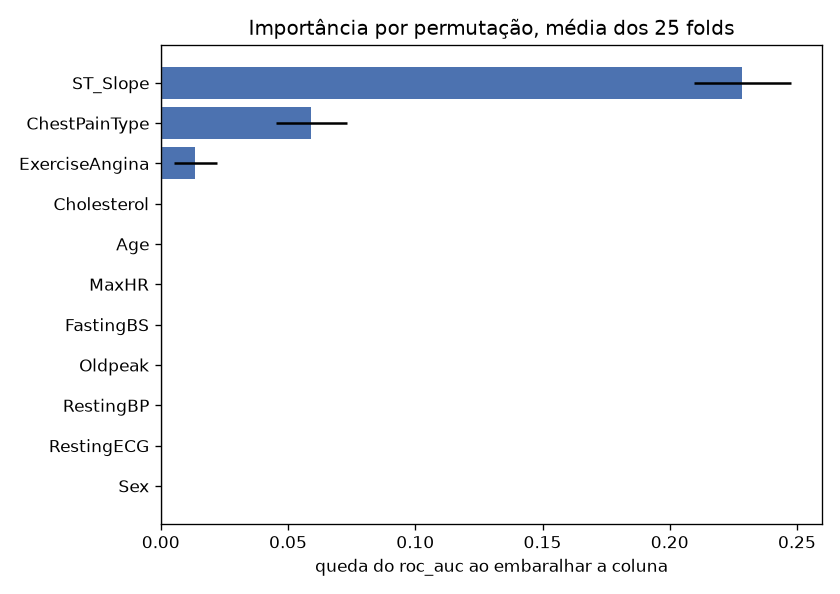 Importância por permutação, média dos 25 folds
ST_Slope
ChestPainType
ExerciseAngina
Cholesterol
Age
MaxHR
FastingBS
Oldpeak
RestingBP
RestingECG
Sex
0.00 0.05 0.10 0.15 0.20 0.25
queda do roc_auc ao embaralhar a coluna